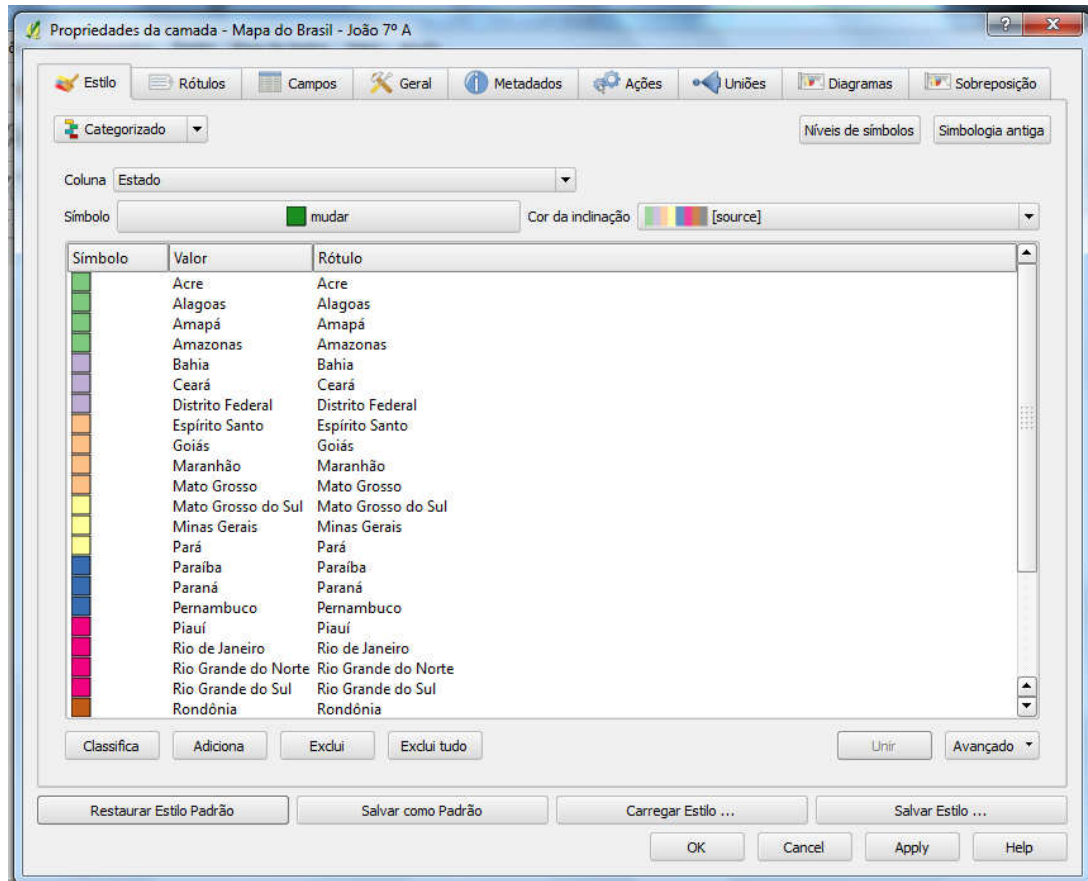 Propriedades da camada - Mapa do Brasil - João 7º A
Estilo Rótulos Campos Geral Metadados Ações Uniões Diagramas Sobreposição
Categorizado Níveis de símbolos Simbologia antiga
Coluna Estado
Símbolo mudar Cor da inclinação [source]
Símbolo Valor Rótulo
Acre Acre
Alagoas Alagoas
Amapá Amapá
Amazonas Amazonas
Bahia Bahia
Ceará Ceará
Distrito Federal Distrito Federal
Espírito Santo Espírito Santo
Goiás Goiás
Maranhão Maranhão
Mato Grosso Mato Grosso
Mato Grosso do Sul Mato Grosso do Sul
Minas Gerais Minas Gerais
Pará Pará
Paraíba Paraíba
Paraná Paraná
Pernambuco Pernambuco
Piauí Piauí
Rio de Janeiro Rio de Janeiro
Rio Grande do Norte Rio Grande do Norte
Rio Grande do Sul Rio Grande do Sul
Rondônia Rondônia
Classifica Adiciona Exclui Exclui tudo Unir Avançado
Restaurar Estilo Padrão Salvar como Padrão Carregar Estilo ... Salvar Estilo ...
OK Cancel Apply Help